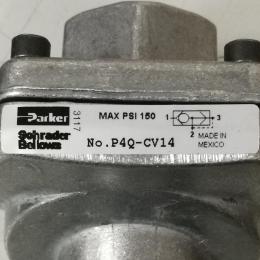 Parker
3117
MAX PSI 150
1 3
2
MADE IN
MEXICO
Schrader
Bellows
No.P4Q-CV14